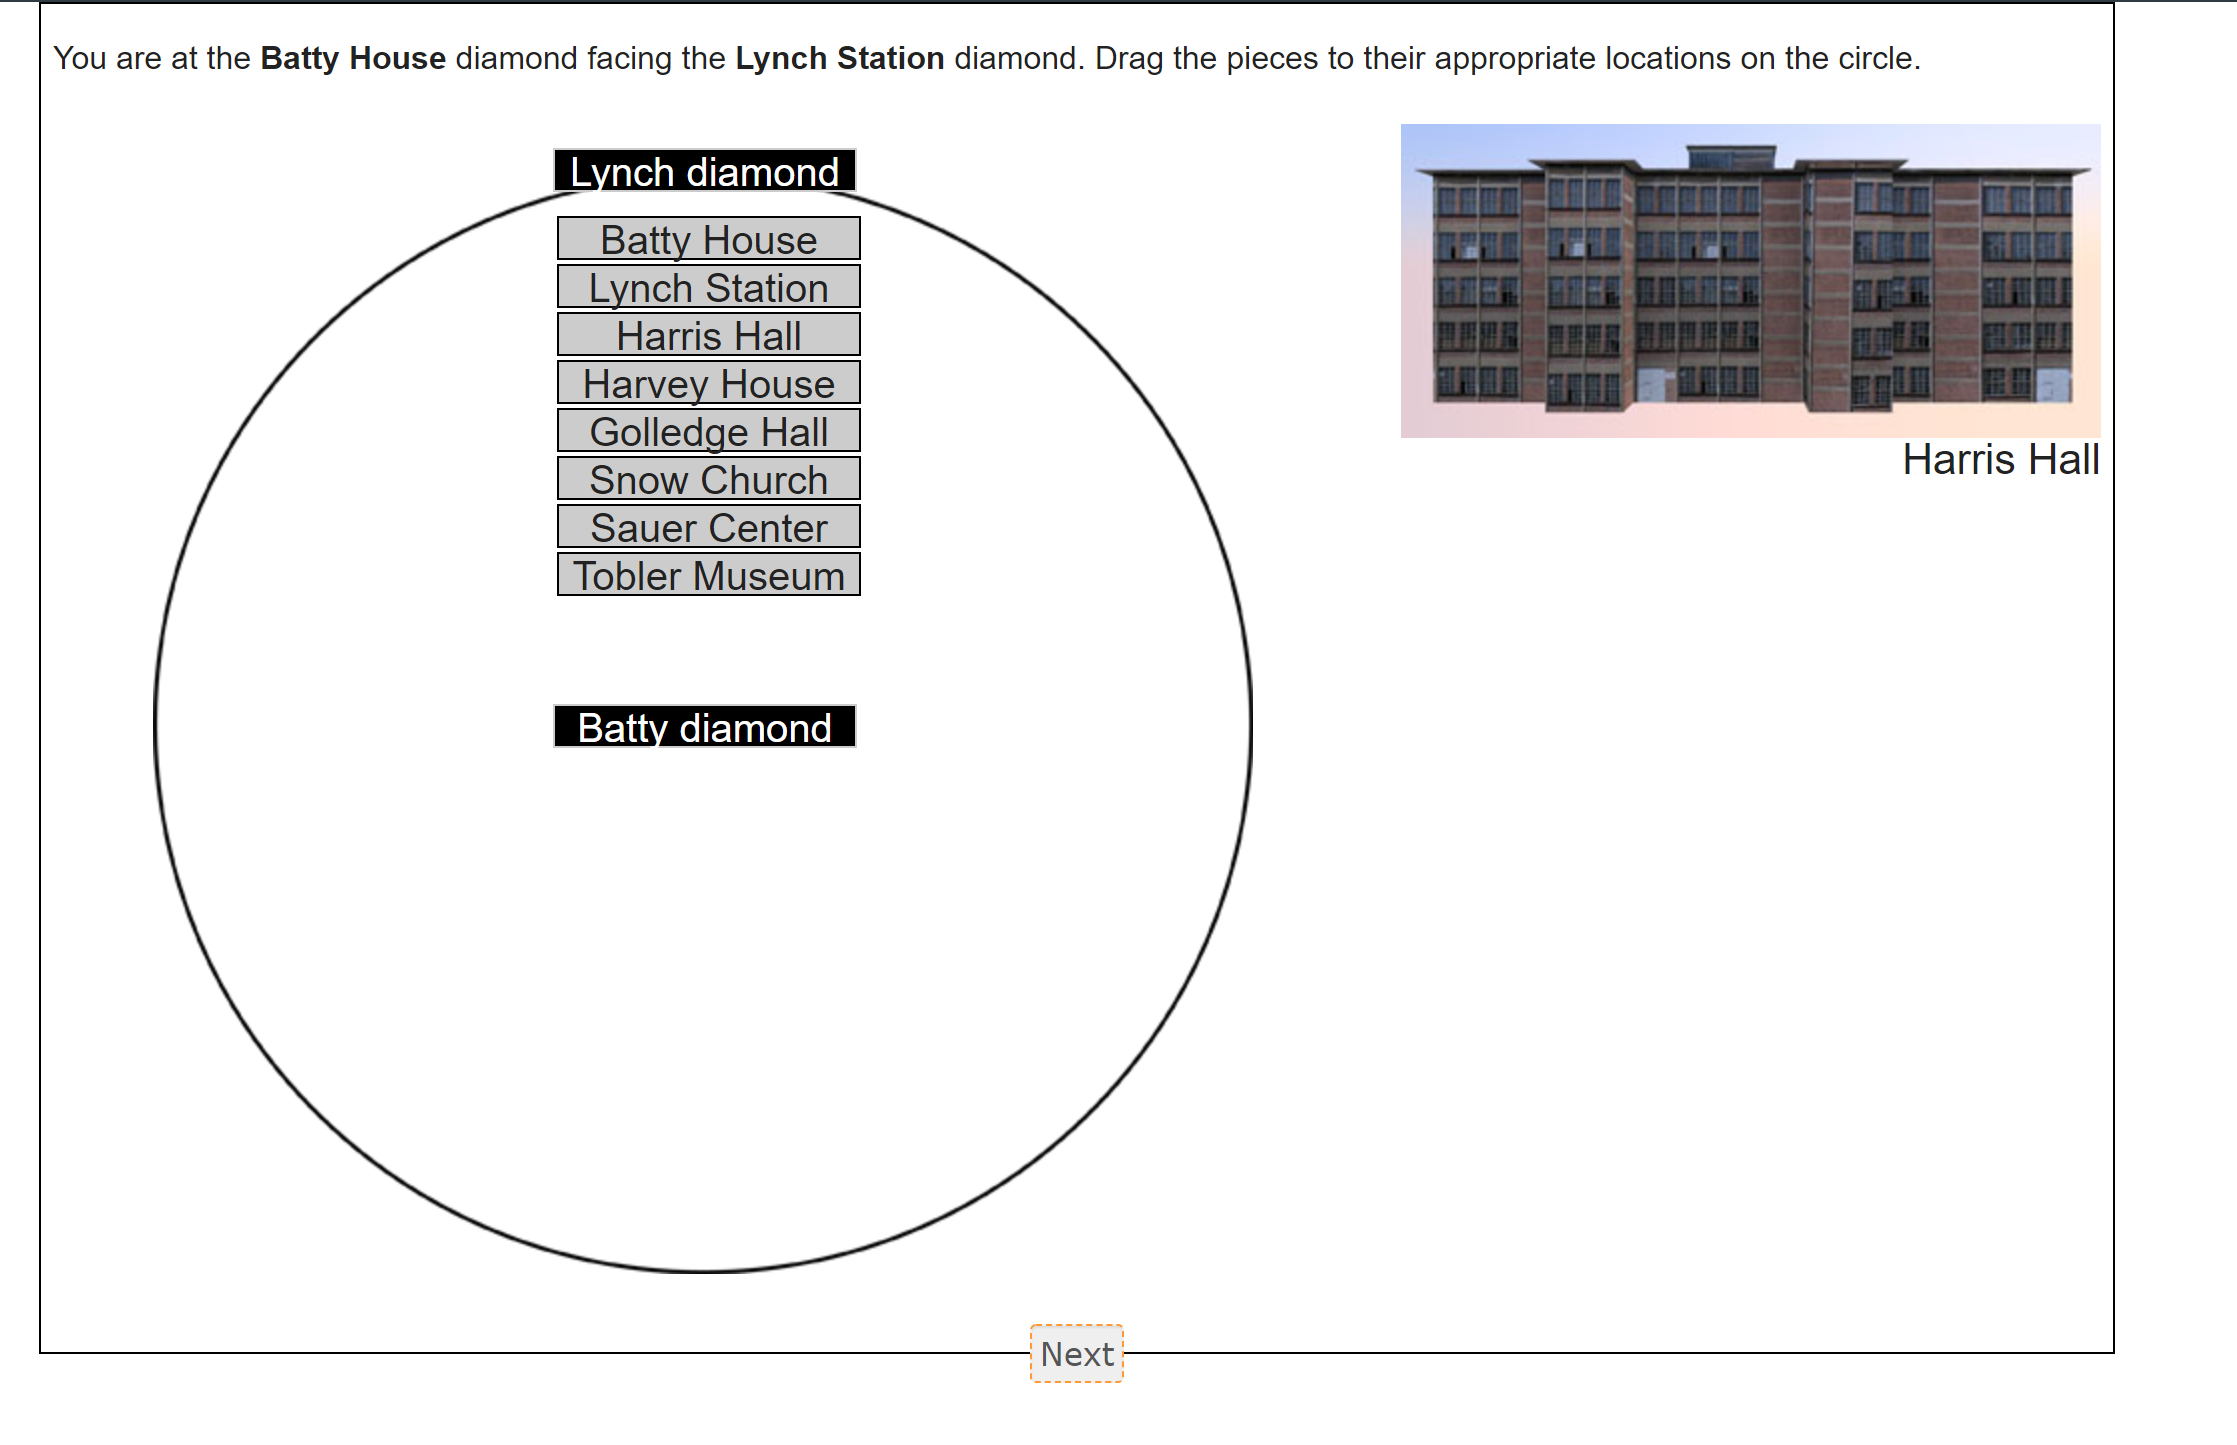 You are at the Batty House diamond facing the Lynch Station diamond. Drag the pieces to their appropriate locations on the circle.
Lynch diamond
Batty House
Lynch Station
Harris Hall
Harvey House
Golledge Hall
Snow Church
Sauer Center
Tobler Museum
Batty diamond
Harris Hall
Next